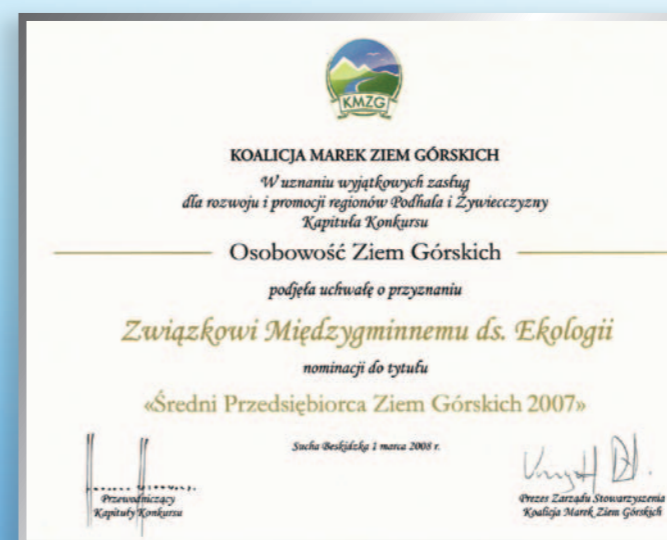 KMZG
KOALICJA MAREK ZIEM GÓRSKICH
W uznaniu wyjątkowych zasług
dla rozwoju i promocji regionów Podhala i Żywiecczyzny
Kapituła Konkursu
Osobowość Ziem Górskich
podjęła uchwałę o przyznaniu
Związkowi Międzygminnemu ds. Ekologii
nominacji do tytułu
«Średni Przedsiębiorca Ziem Górskich 2007»
Sucha Beskidzka 1 marca 2008 r.
Przewodniczący
Kapituły Konkursu
Prezes Zarządu Stowarzyszenia
Koalicja Marek Ziem Górskich